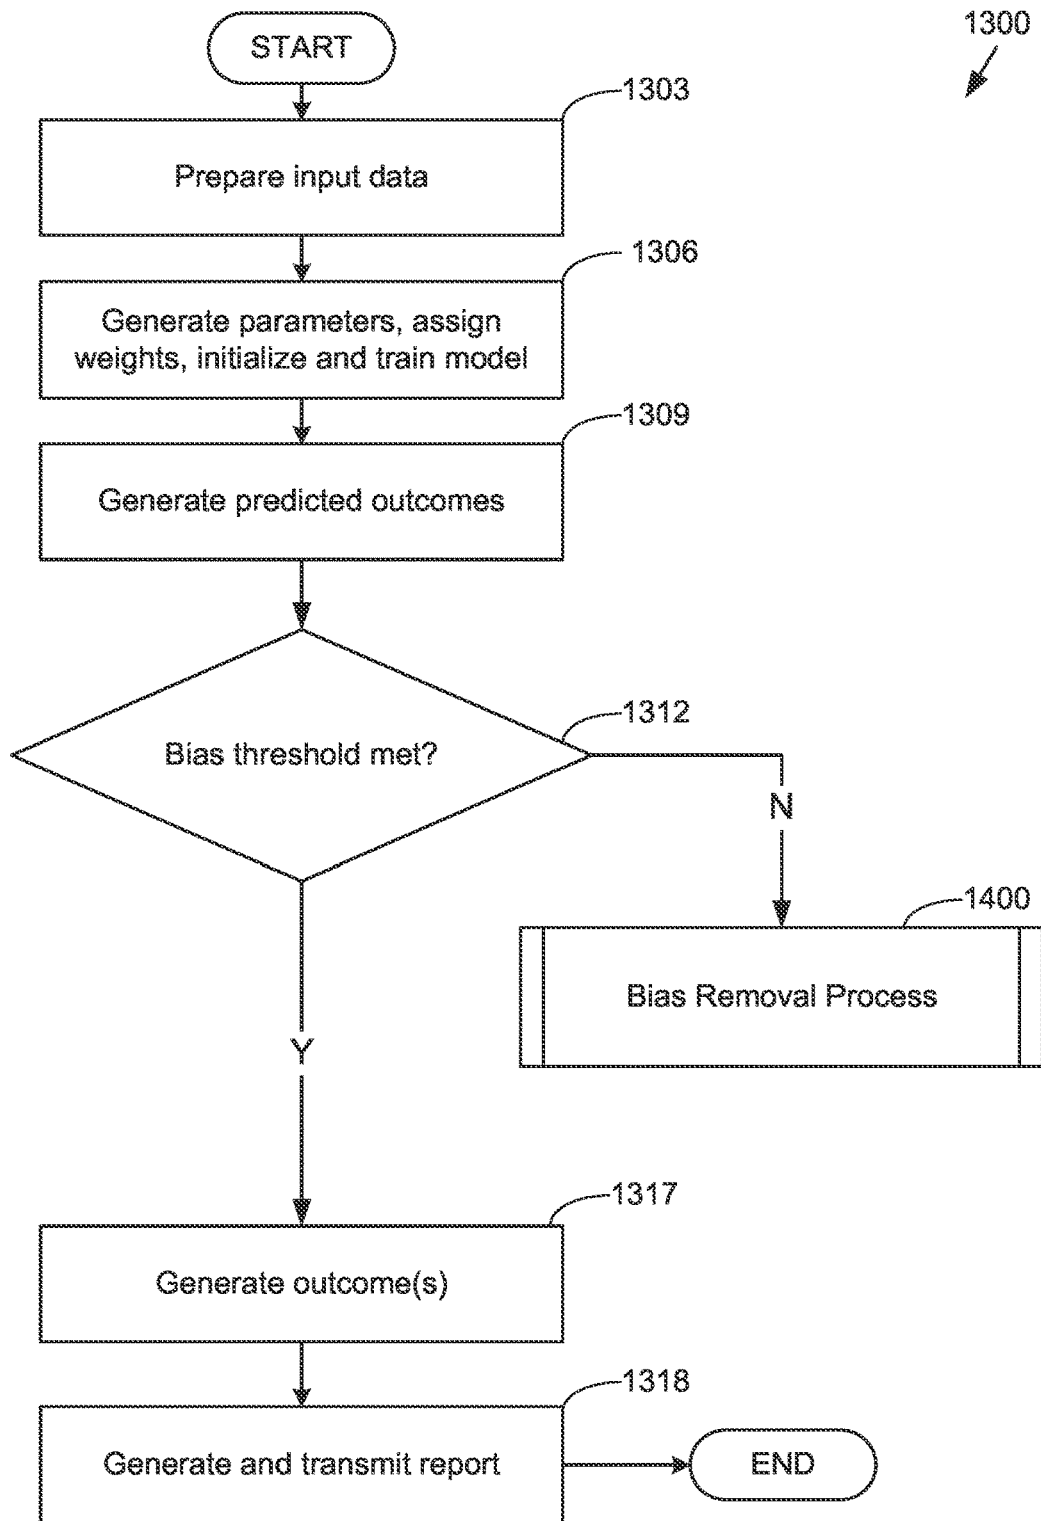 START
1300
1303
Prepare input data
1306
Generate parameters, assign
weights, initialize and train model
1309
Generate predicted outcomes
1312
Bias threshold met?
N
1400
Bias Removal Process
Y
1317
Generate outcome(s)
1318
Generate and transmit report
END